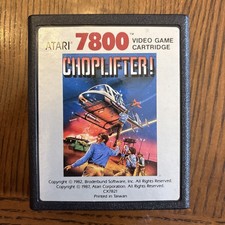 ATARI 7800 VIDEO GAME CARTRIDGE
CHOPLIFTER!
Copyright © 1982, Brøderbund Software, Inc. All Rights Reserved.
Copyright © 1987, Atari Corporation. All Rights Reserved.
CX7821
Printed in Taiwan